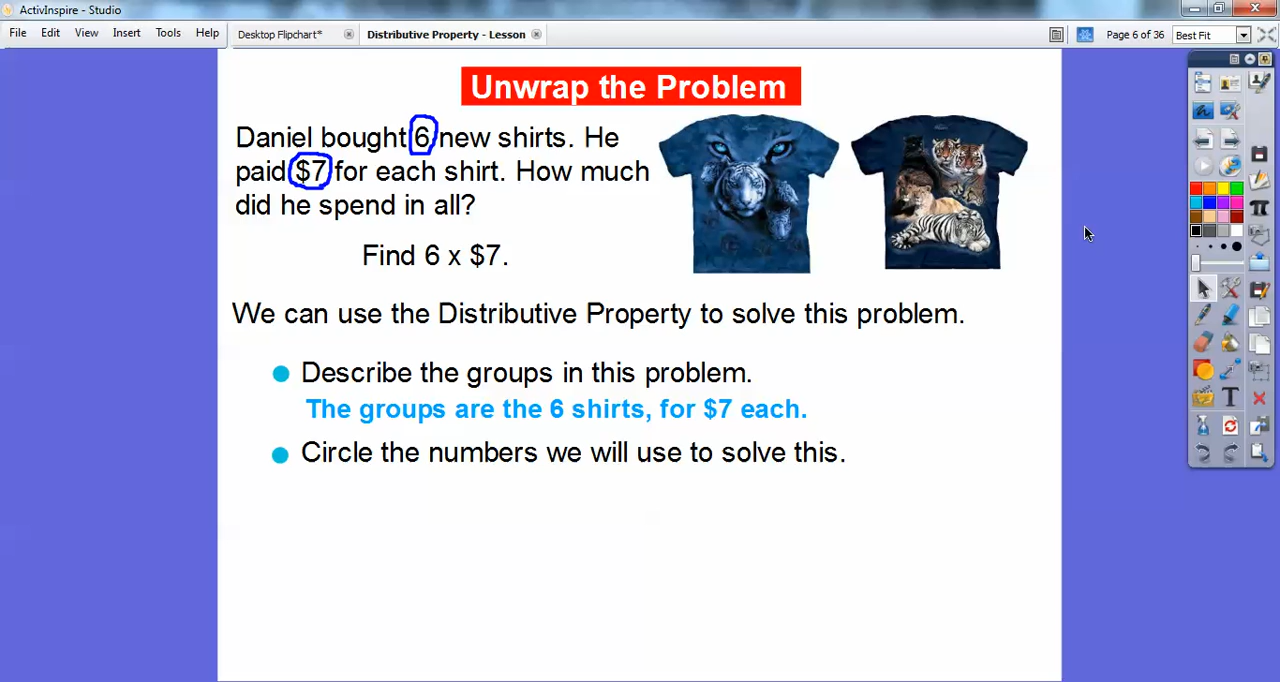 ActivInspire - Studio
File Edit View Insert Tools Help Desktop Flipchart* Distributive Property - Lesson Page 6 of 36 Best Fit
Unwrap the Problem
Daniel bought 6 new shirts. He
paid $7 for each shirt. How much
did he spend in all?
Find 6 x $7.
We can use the Distributive Property to solve this problem.
Describe the groups in this problem.
The groups are the 6 shirts, for $7 each.
Circle the numbers we will use to solve this.